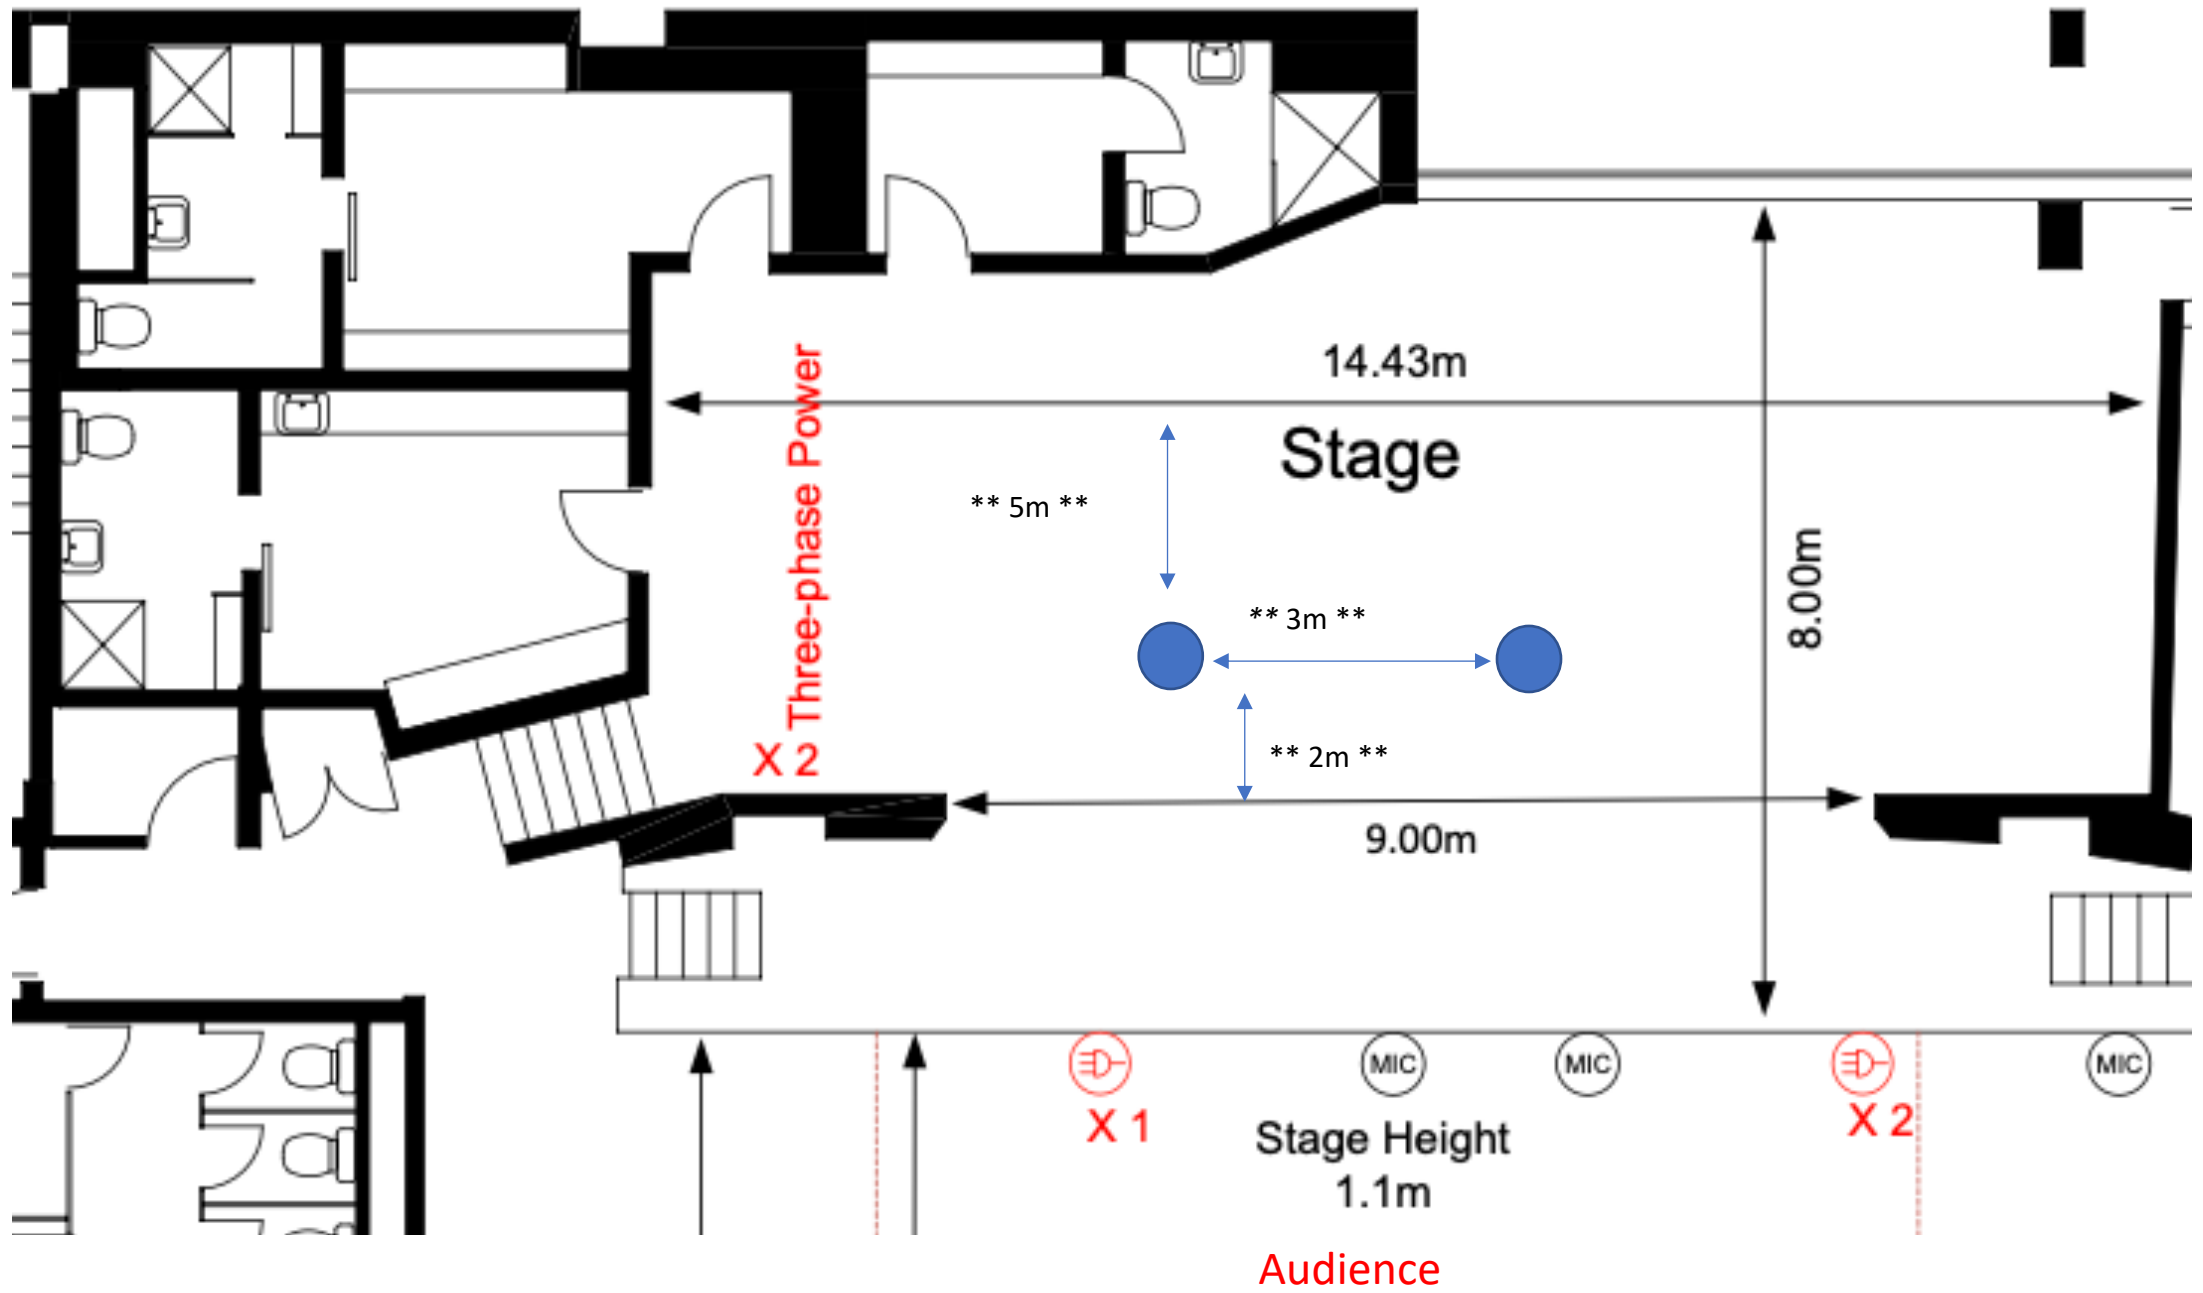 14.43m
Stage
X 2 Three-phase Power
** 5m **
8.00m
** 3m **
** 2m **
9.00m
MIC
MIC
MIC
X 1
X 2
Stage Height
1.1m
Audience